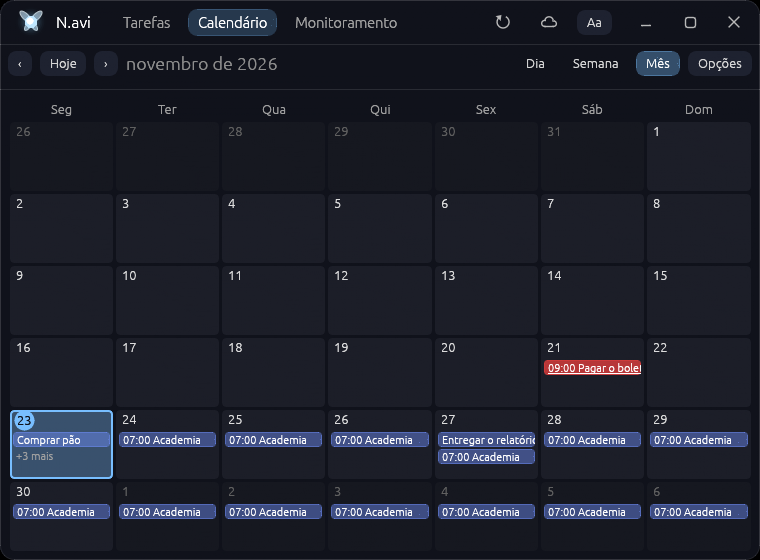 N.avi Tarefas Calendário Monitoramento Aa
‹ Hoje › novembro de 2026 Dia Semana Mês Opções
Seg Ter Qua Qui Sex Sáb Dom
26 27 28 29 30 31 1
2 3 4 5 6 7 8
9 10 11 12 13 14 15
16 17 18 19 20 21 22
09:00 Pagar o bole
23 24 25 26 27 28 29
Comprar pão 07:00 Academia 07:00 Academia 07:00 Academia Entregar o relatóri 07:00 Academia 07:00 Academia
+3 mais 07:00 Academia
30 1 2 3 4 5 6
07:00 Academia 07:00 Academia 07:00 Academia 07:00 Academia 07:00 Academia 07:00 Academia 07:00 Academia